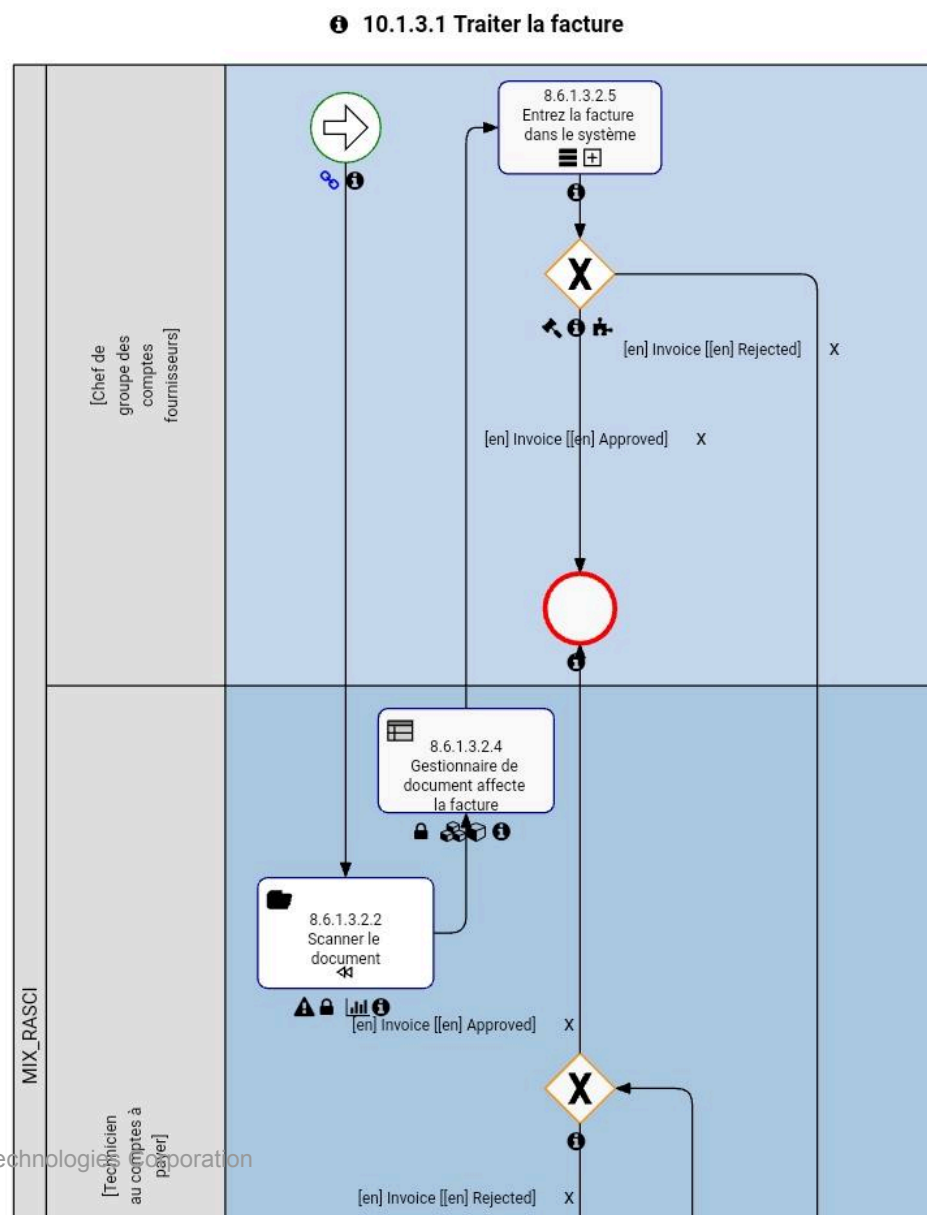 10.1.3.1 Traiter la facture
8.6.1.3.2.5
Entrez la facture
dans le système
X
[en] Invoice [[en] Rejected] X
[en] Invoice [[en] Approved] X
[Chef de
groupe des
comptes
fournisseurs]
8.6.1.3.2.4
Gestionnaire de
document affecte
la facture
8.6.1.3.2.2
Scanner le
document
[en] Invoice [[en] Approved] X
X
[en] Invoice [[en] Rejected] X
MIX_RASCI
[Technicien
au comptes à
payer]
echnologies Corporation